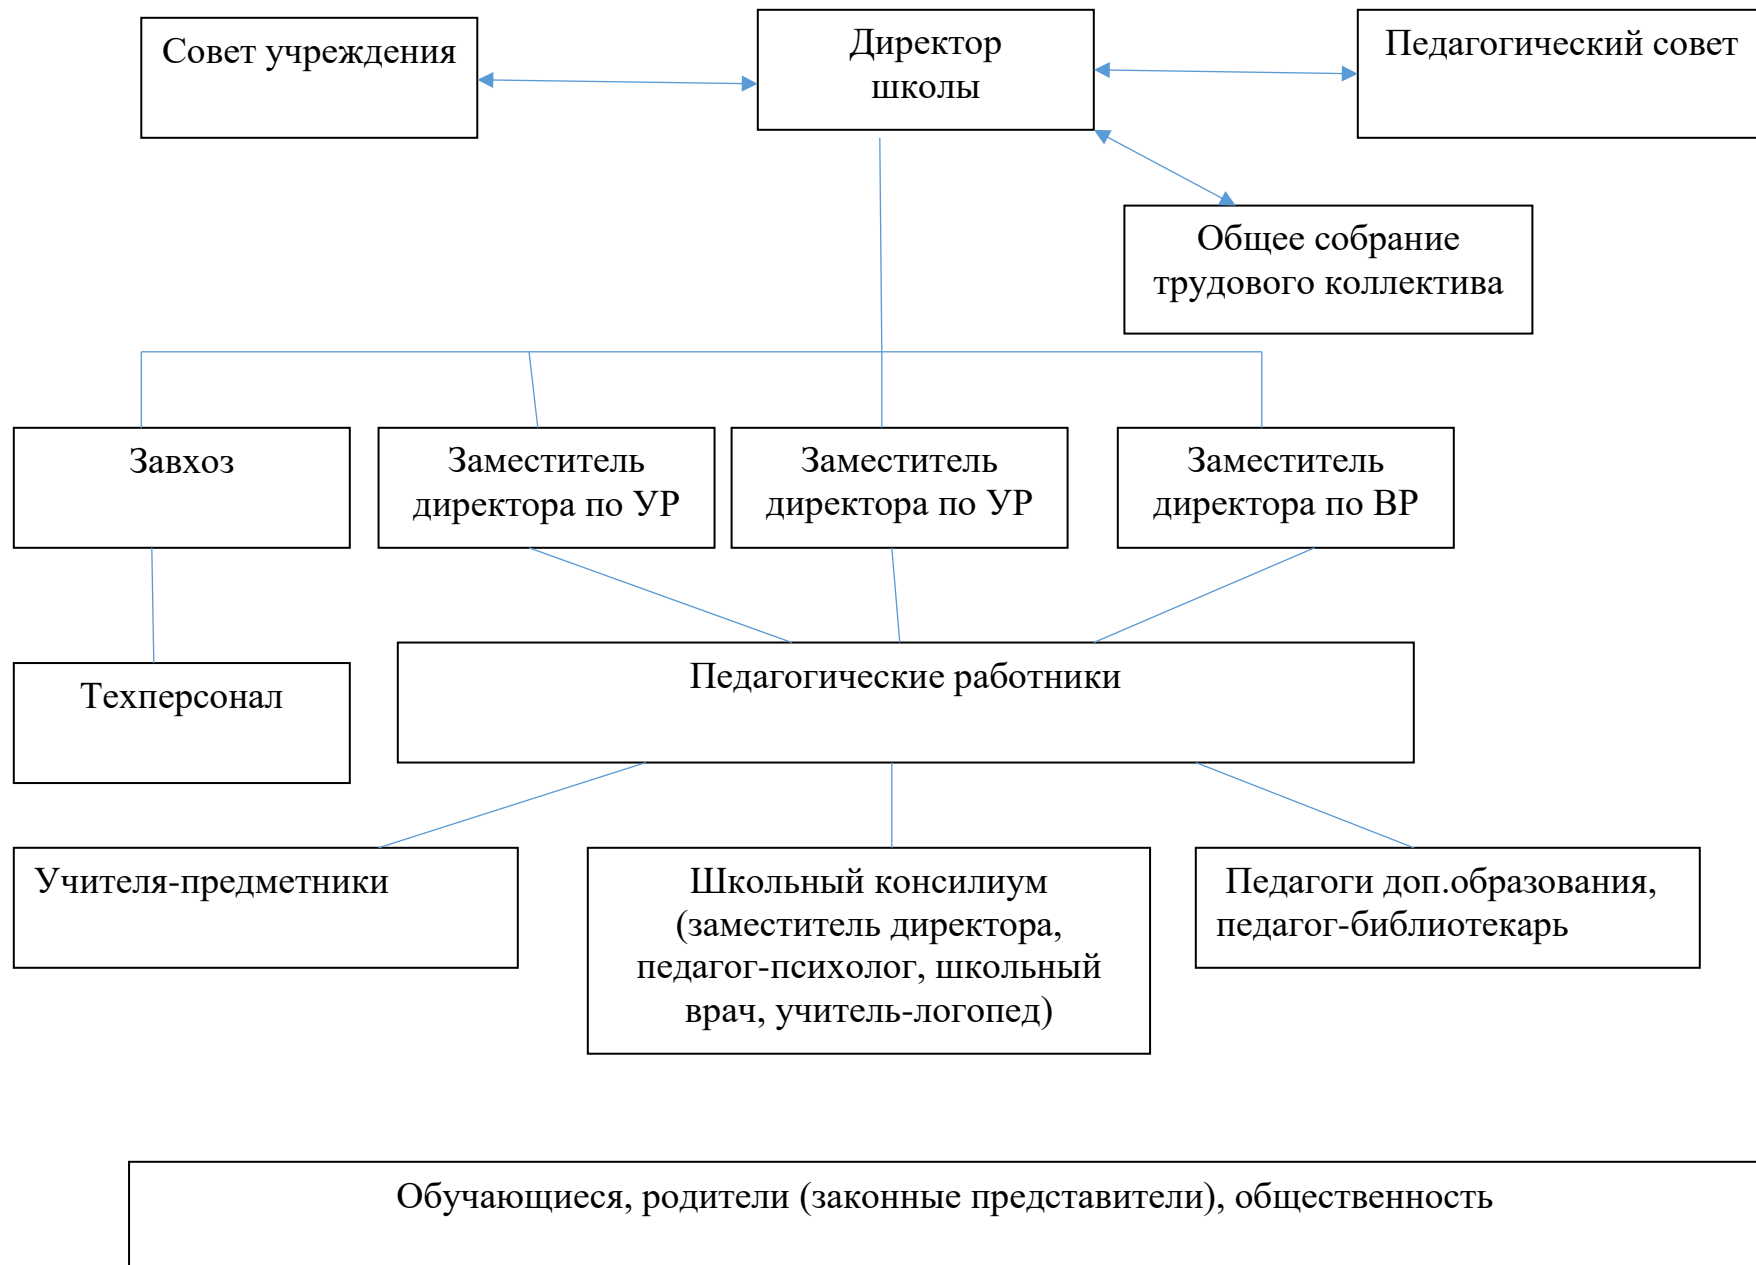 Совет учреждения
Директор
школы
Педагогический совет
Общее собрание
трудового коллектива
Завхоз
Заместитель
директора по УР
Заместитель
директора по УР
Заместитель
директора по ВР
Техперсонал
Педагогические работники
Учителя-предметники
Школьный консилиум
(заместитель директора,
педагог-психолог, школьный
врач, учитель-логопед)
Педагоги доп.образования,
педагог-библиотекарь
Обучающиеся, родители (законные представители), общественность